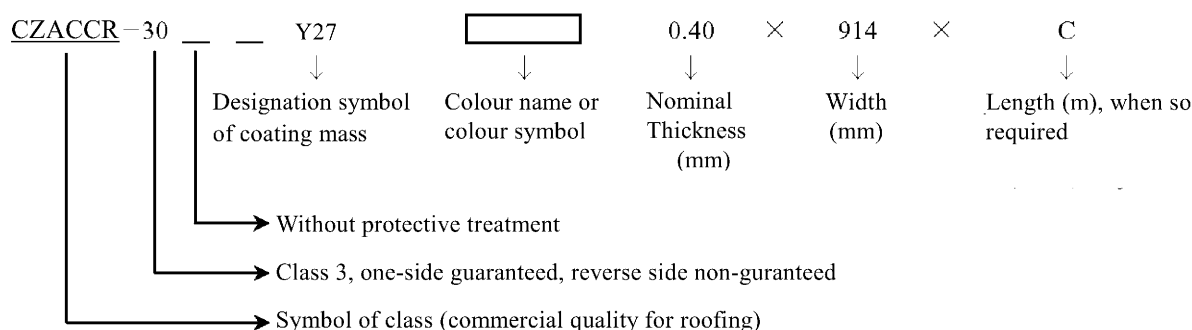 CZACCR-30 _ _ Y27 0.40 × 914 × C
Designation symbol of coating mass
Colour name or colour symbol
Nominal Thickness (mm)
Width (mm)
Length (m), when so required
Without protective treatment
Class 3, one-side guaranteed, reverse side non-guranteed
Symbol of class (commercial quality for roofing)